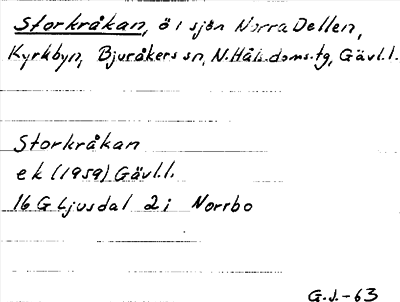 Storkråkan, ö i sjön Norra Dellen,
Kyrkbyn, Bjuråkers sn, N. Häls. doms. tg, Gävl. l.
Storkråkan
ek (1959) Gävl. l.
16 G Ljusdal 2 i Norrbo
G. J. - 63